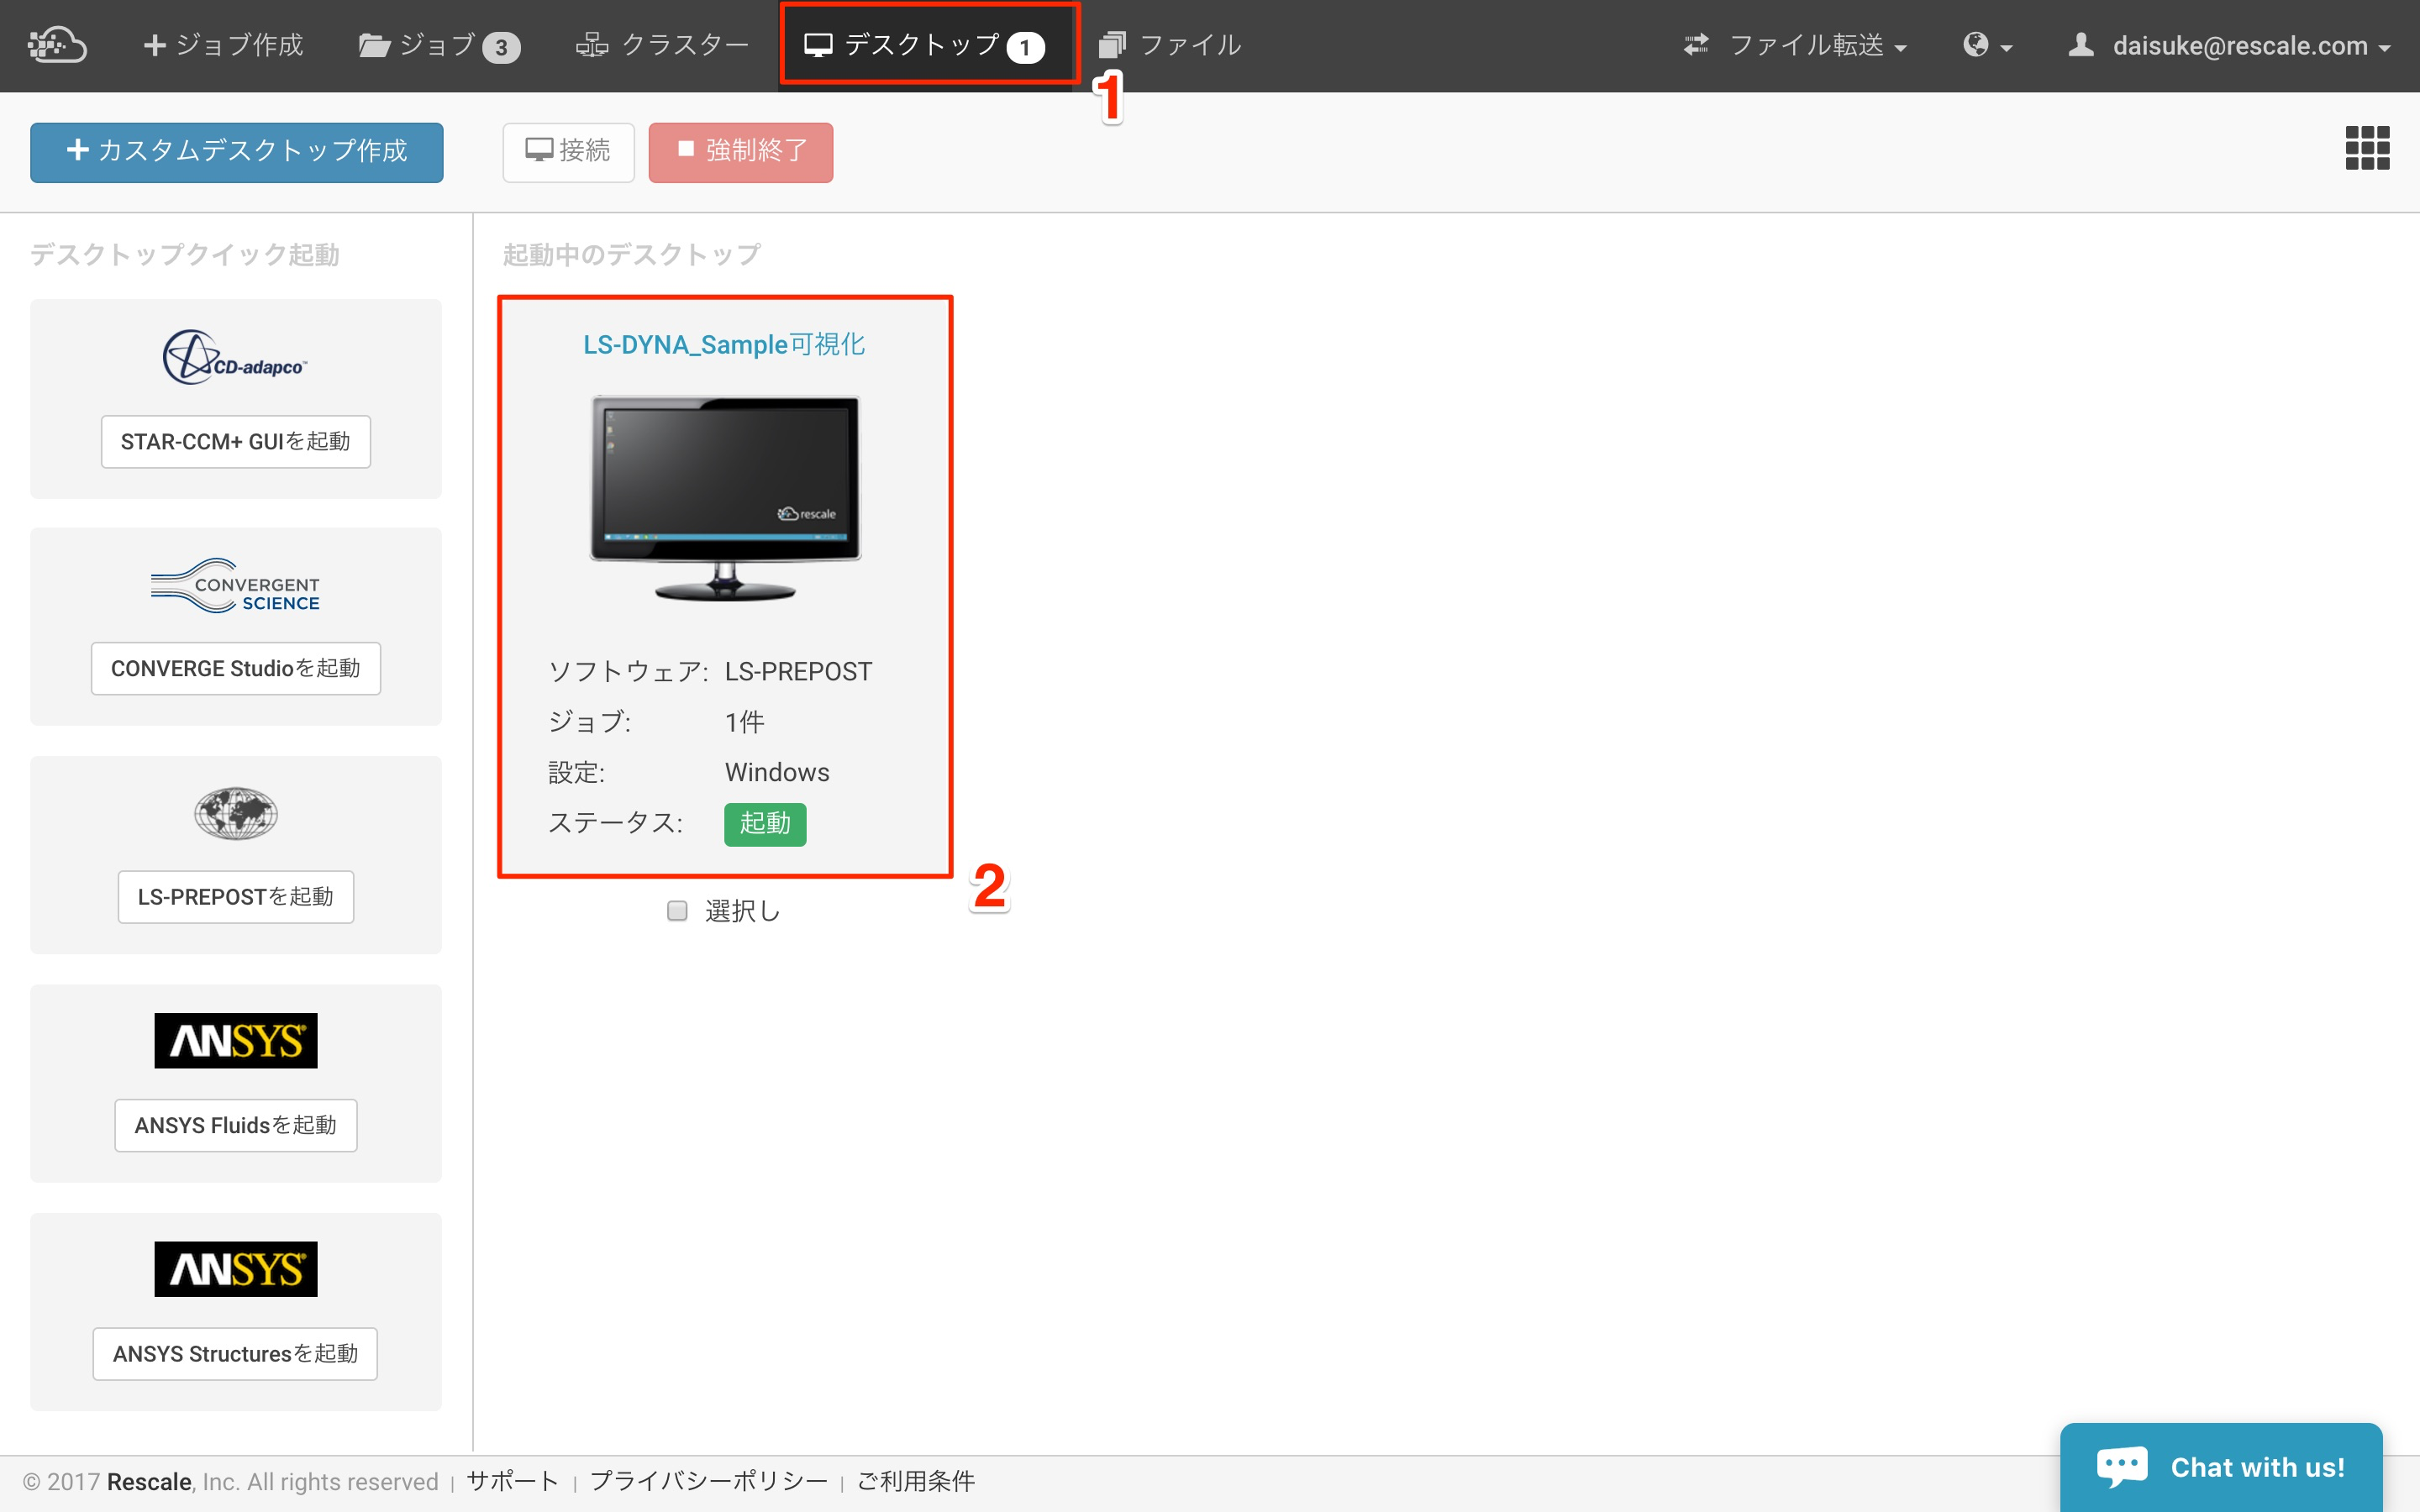 ジョブ作成 ジョブ 3 クラスター デスクトップ 1 ファイル ファイル転送 daisuke@rescale.com
1
カスタムデスクトップ作成 接続 強制終了
デスクトップクイック起動
CD-adapco™
STAR-CCM+ GUIを起動
CONVERGENT
SCIENCE
CONVERGE Studioを起動
LS-PREPOSTを起動
ANSYS®
ANSYS Fluidsを起動
ANSYS®
ANSYS Structuresを起動
起動中のデスクトップ
LS-DYNA_Sample可視化
rescale
ソフトウェア: LS-PREPOST
ジョブ: 1件
設定: Windows
ステータス: 起動
2
選択し
© 2017 Rescale, Inc. All rights reserved | サポート | プライバシーポリシー | ご利用条件
Chat with us!